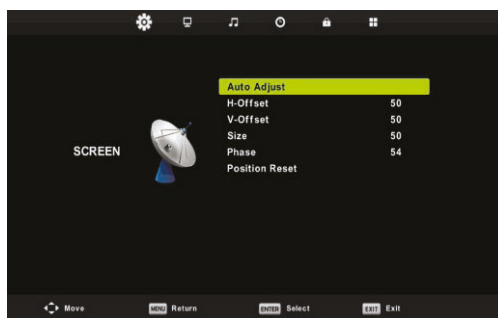 Auto Adjust
H-Offset 50
V-Offset 50
Size 50
SCREEN
Phase 54
Position Reset
Move MENU Return ENTER Select EXIT Exit